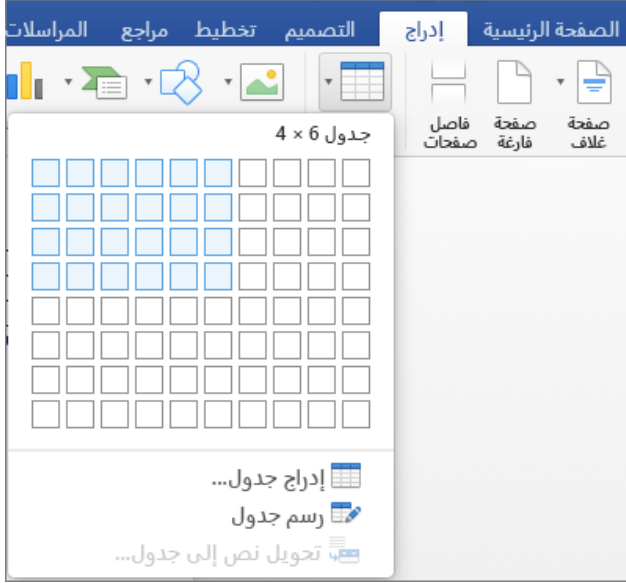 الصفحة الرئيسية إدراج التصميم تخطيط مراجع المراسلات
صفحة غلاف
صفحة فارغة
فاصل صفحات
جدول 6 × 4
إدراج جدول...
رسم جدول
تحويل نص إلى جدول...